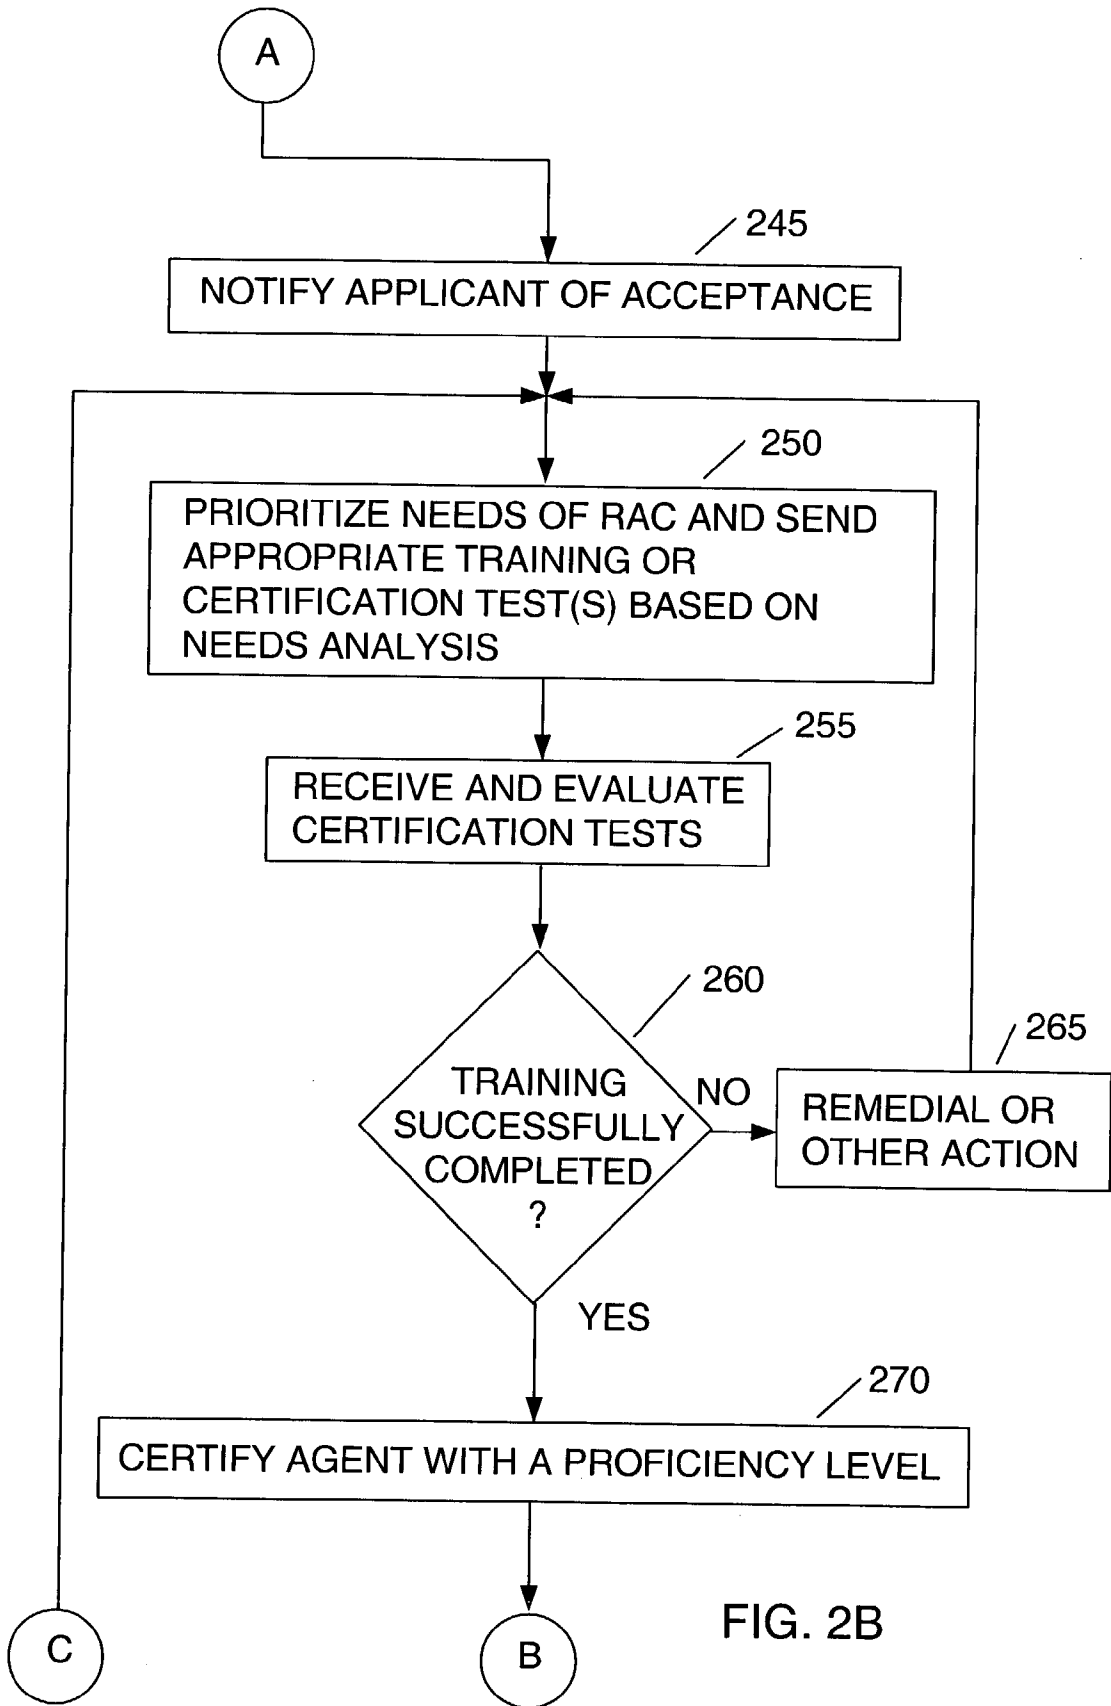 A
245
NOTIFY APPLICANT OF ACCEPTANCE
250
PRIORITIZE NEEDS OF RAC AND SEND
APPROPRIATE TRAINING OR
CERTIFICATION TEST(S) BASED ON
NEEDS ANALYSIS
255
RECEIVE AND EVALUATE
CERTIFICATION TESTS
260
TRAINING
SUCCESSFULLY
COMPLETED
?
NO
265
REMEDIAL OR
OTHER ACTION
YES
270
CERTIFY AGENT WITH A PROFICIENCY LEVEL
C
B
FIG. 2B